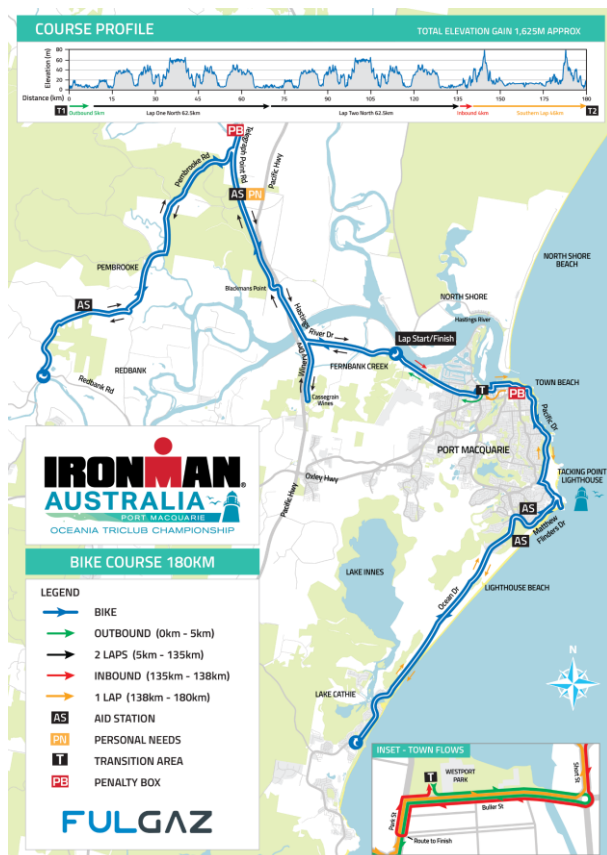 COURSE PROFILE
TOTAL ELEVATION GAIN 1,625M APPROX
Elevation (m)
80
60
40
20
0
Distance (km)
0 15 30 45 60 75 90 105 120 135 150 165 180
T1
Outbound 5km
Lap One North 62.5km
Lap Two North 62.5km
Inbound 4km
Southern Lap 46km
T2
PB
Telegraph Point Rd
Pembrooke Rd
Pacific Hwy
AS PN
PEMBROOKE
NORTH SHORE
BEACH
Blackmans Point
NORTH SHORE
AS
Hastings River
Hastings
River Dr
Lap Start/Finish
REDBANK
Winery Drv
FERNBANK CREEK
Redbank Rd
T
TOWN BEACH
PB
Cassegrain
Wines
Pacific Dr
PORT MACQUARIE
IRONMAN®
AUSTRALIA
PORT MACQUARIE
OCEANIA TRICLUB CHAMPIONSHIP
Oxley Hwy
TACKING POINT
LIGHTHOUSE
Pacific Hwy
AS
Matthew
Flinders Dr
AS
BIKE COURSE 180KM
LAKE INNES
LIGHTHOUSE BEACH
Ocean Dr
LEGEND
BIKE
OUTBOUND (0km - 5km)
2 LAPS (5km - 135km)
INBOUND (135km - 138km)
1 LAP (138km - 180km)
AS AID STATION
PN PERSONAL NEEDS
T TRANSITION AREA
PB PENALTY BOX
N
LAKE CATHIE
INSET - TOWN FLOWS
T
WESTPORT
PARK
Short St
Park St
Buller St
Route to Finish
FULGAZ